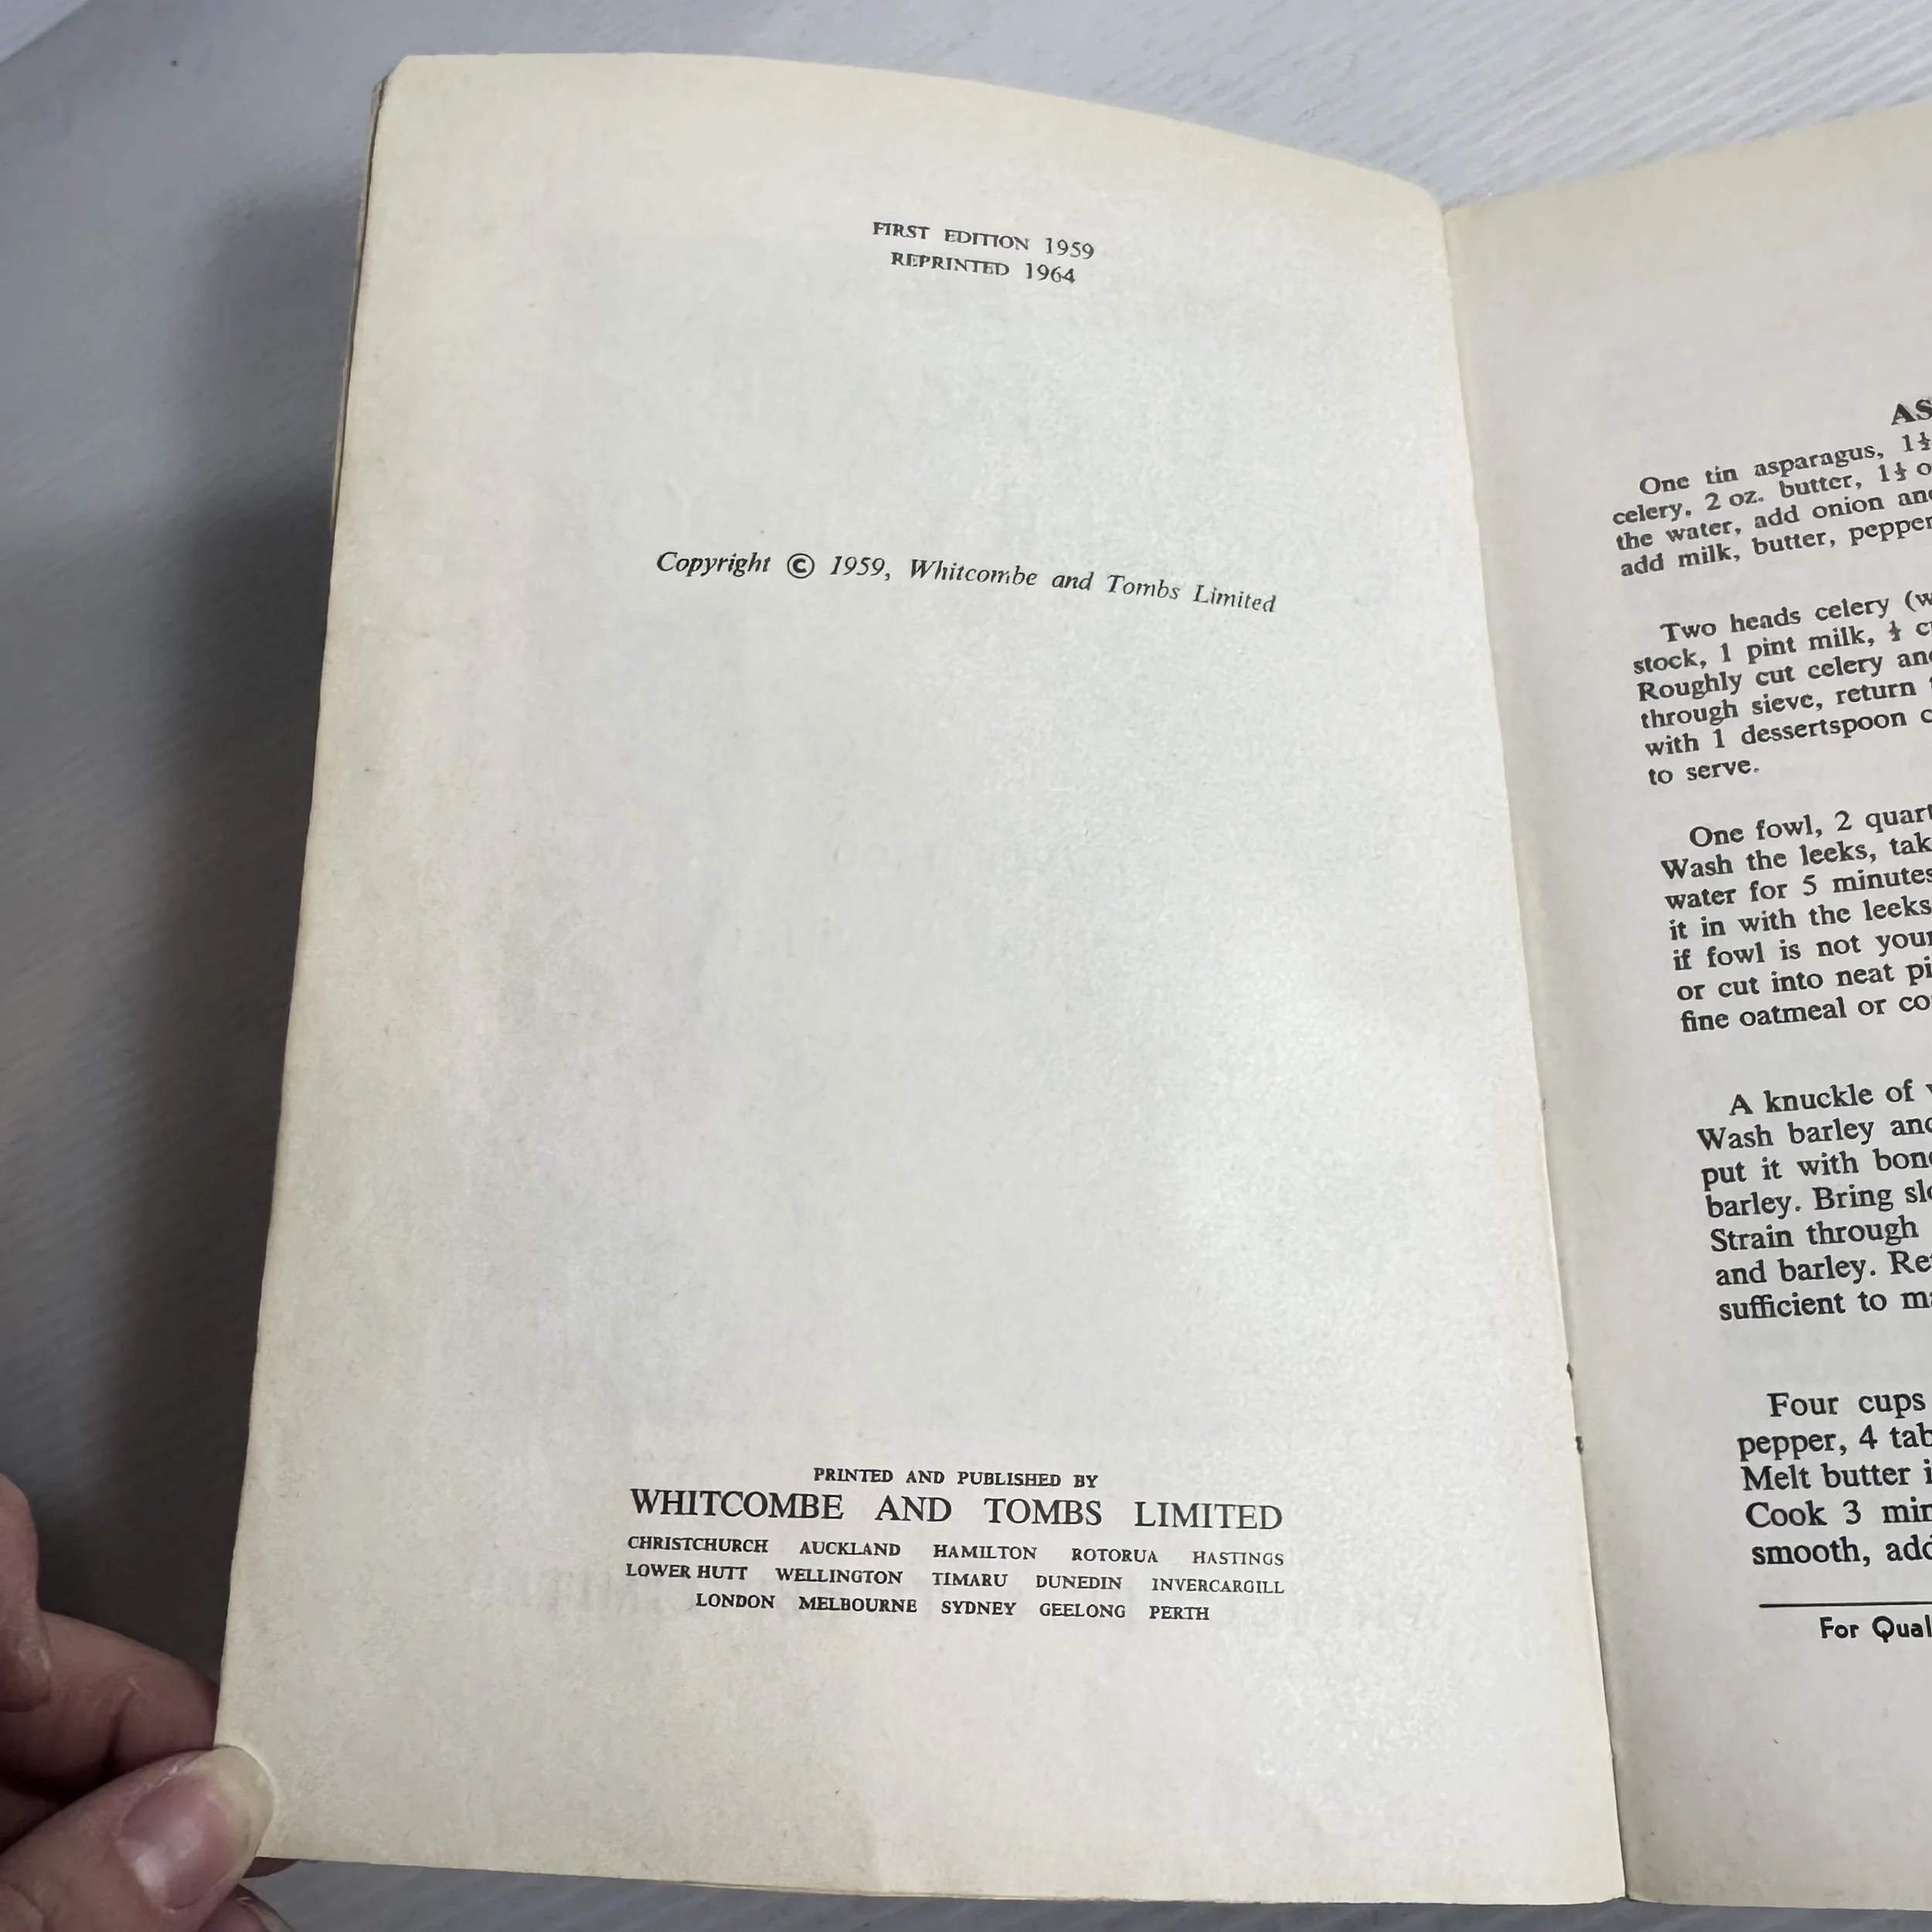 FIRST EDITION 1959
REPRINTED 1964
Copyright © 1959, Whitcombe and Tombs Limited
PRINTED AND PUBLISHED BY
WHITCOMBE AND TOMBS LIMITED
CHRISTCHURCH AUCKLAND HAMILTON ROTORUA HASTINGS
LOWER HUTT WELLINGTON TIMARU DUNEDIN INVERCARGILL
LONDON MELBOURNE SYDNEY GEELONG PERTH
One tin asparagus,
celery, 2 oz. butter,
the water, add onion
add milk, butter,
Two heads celery
stock, 1 pint milk,
Roughly cut celery
through sieve, return
with 1 dessertspoon
to serve.
One fowl, 2
Wash the leeks,
water for 5 minutes
it in with the leeks
if fowl is not
or cut into neat
fine oatmeal or
A knuckle of
Wash barley
put it with
barley. Bring
Strain through
and barley.
sufficient to
Four cups
pepper, 4
Melt butter
Cook 3
smooth,
For